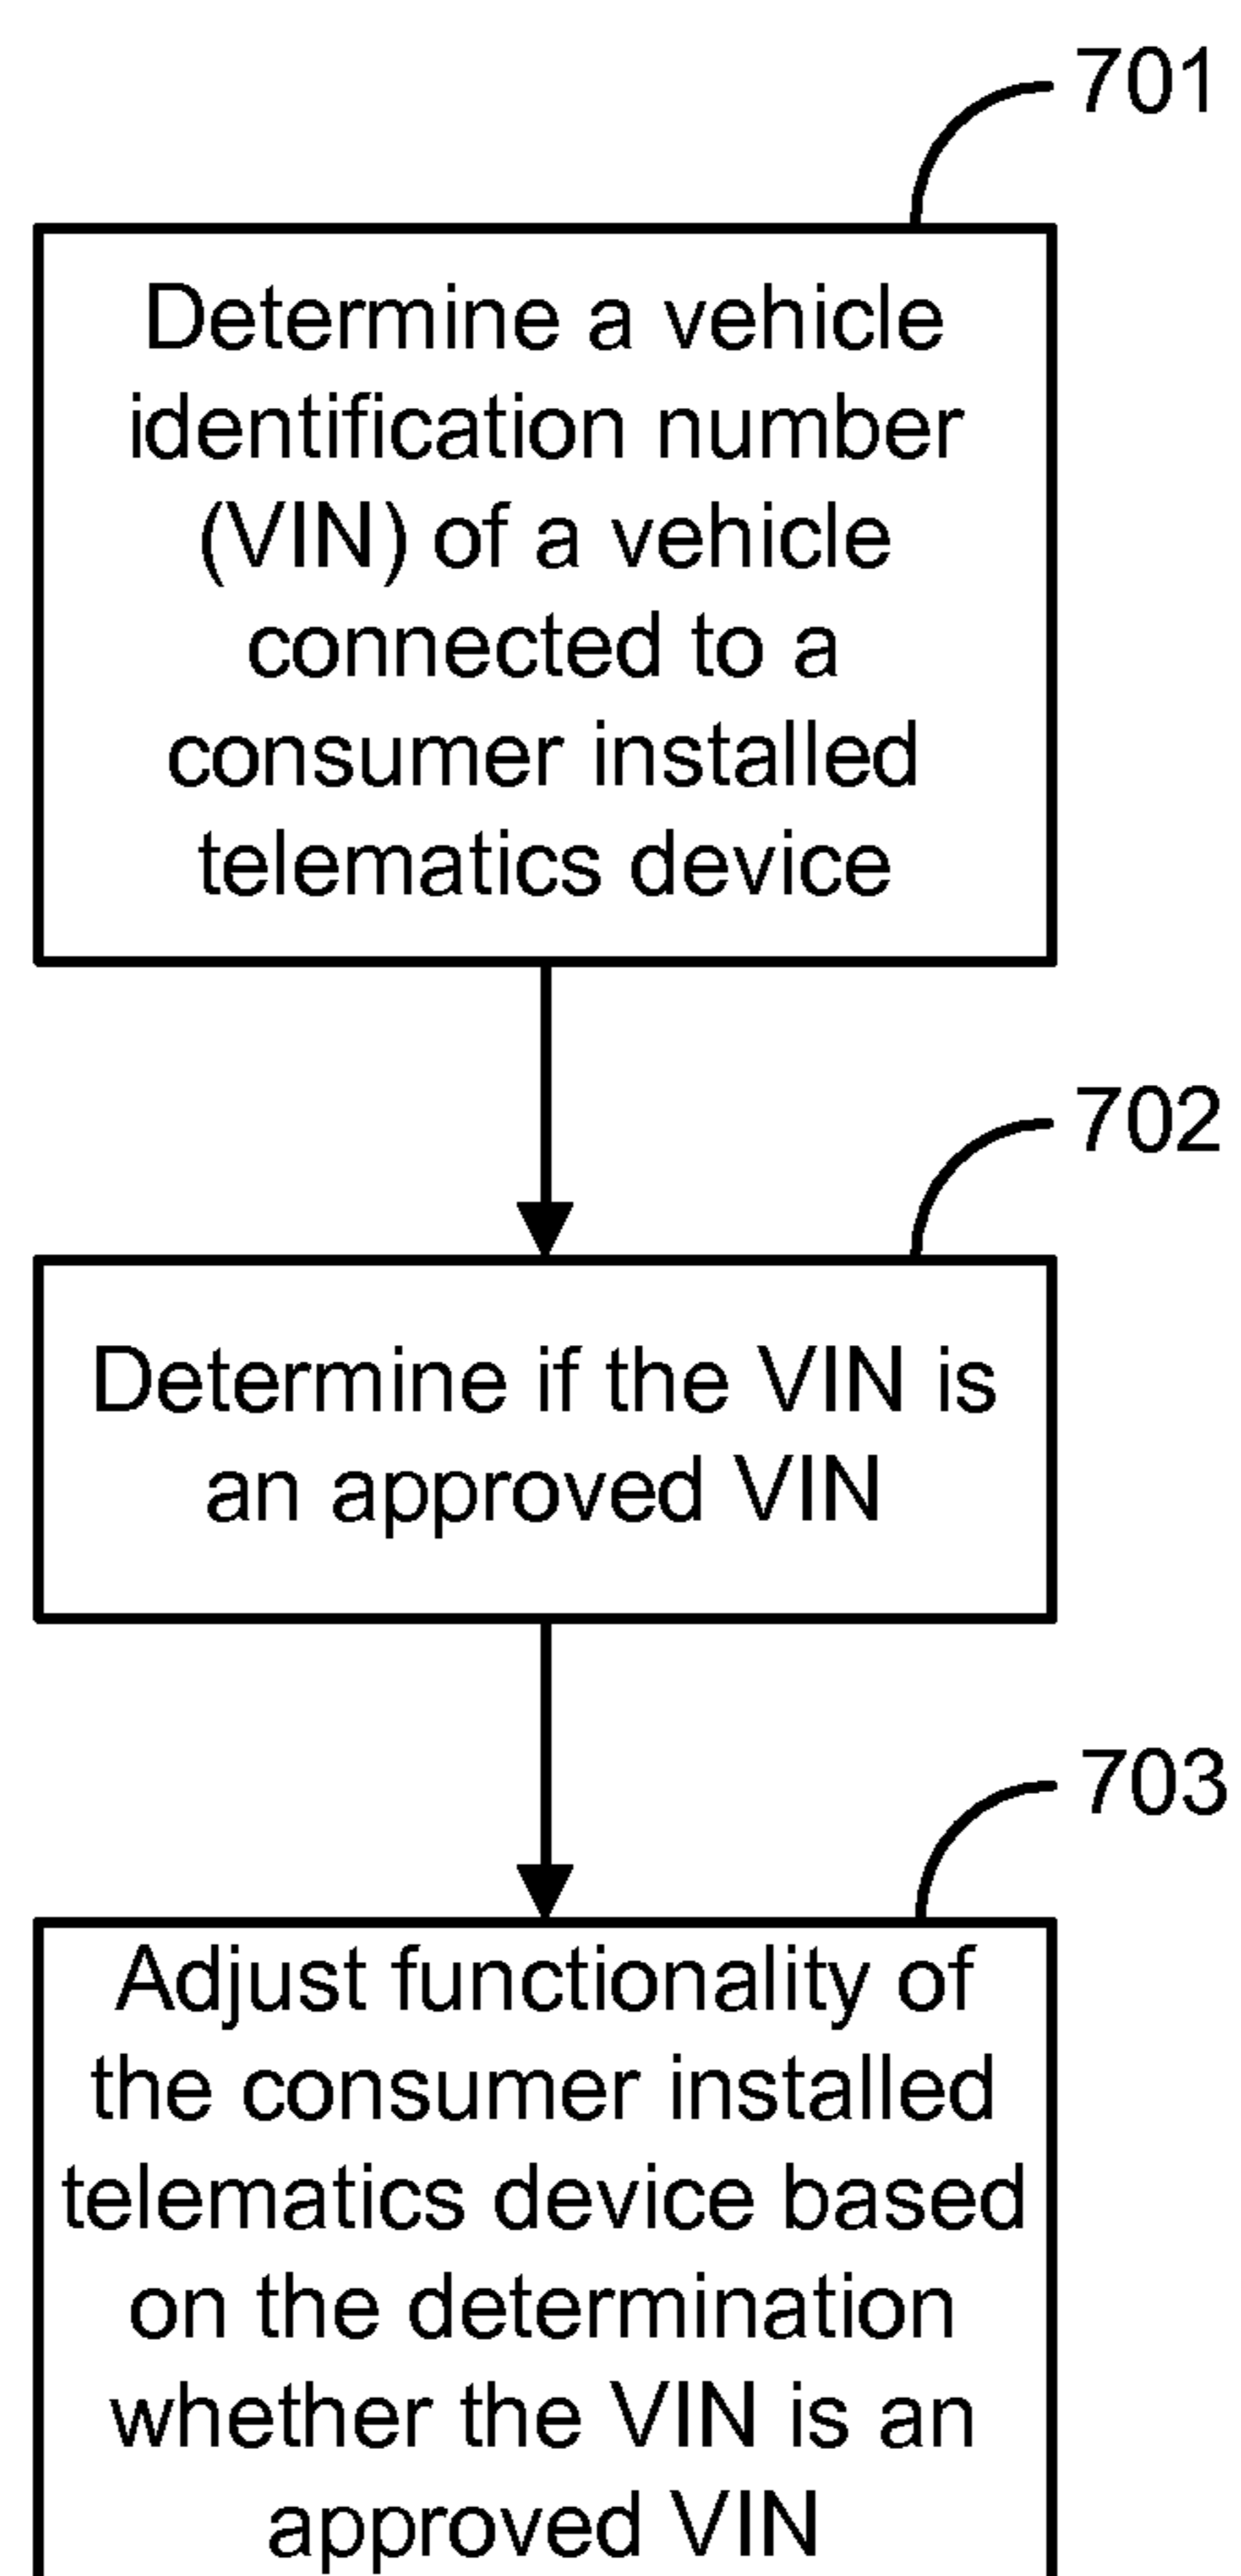 701
Determine a vehicle
identification number
(VIN) of a vehicle
connected to a
consumer installed
telematics device
702
Determine if the VIN is
an approved VIN
703
Adjust functionality of
the consumer installed
telematics device based
on the determination
whether the VIN is an
approved VIN